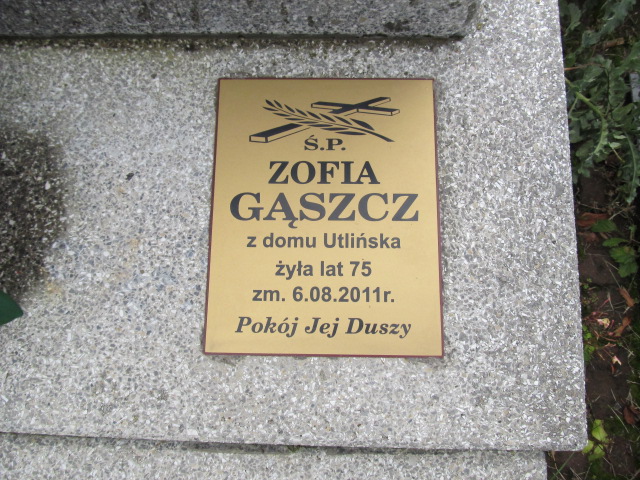 Ś.P.
ZOFIA
GĄSZCZ
z domu Utlińska
żyła lat 75
zm. 6.08.2011r.
Pokój Jej Duszy